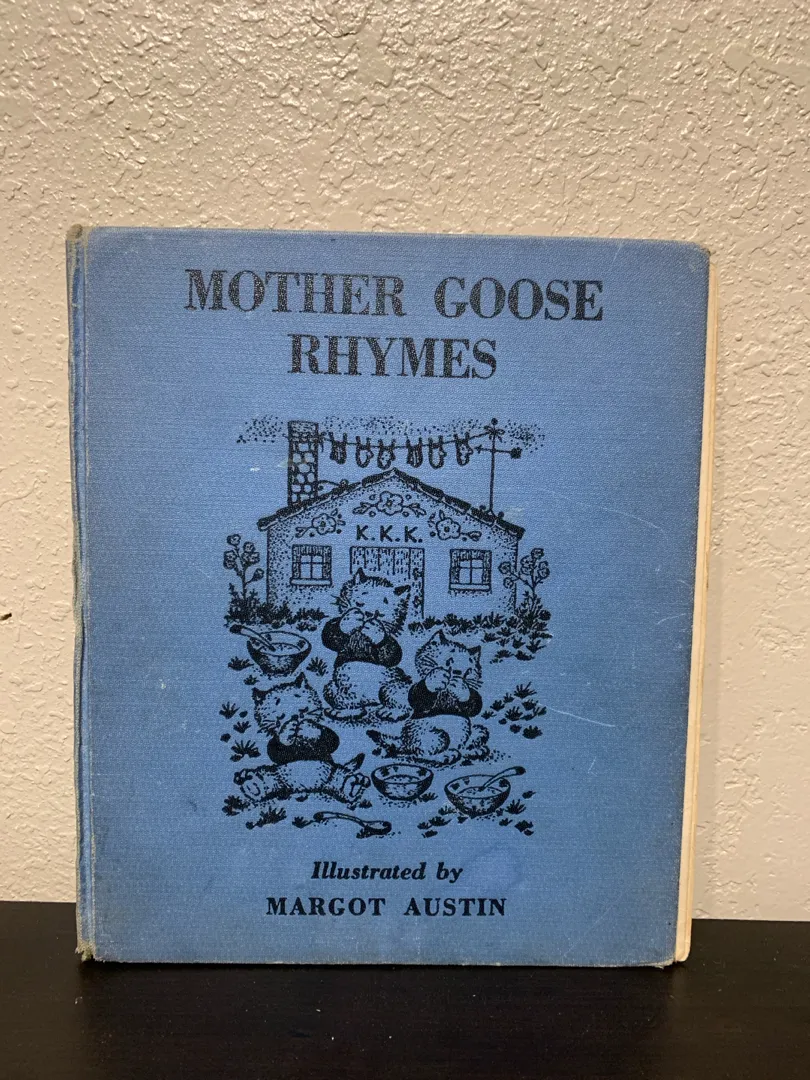 MOTHER GOOSE
RHYMES
K.K.K.
Illustrated by
MARGOT AUSTIN